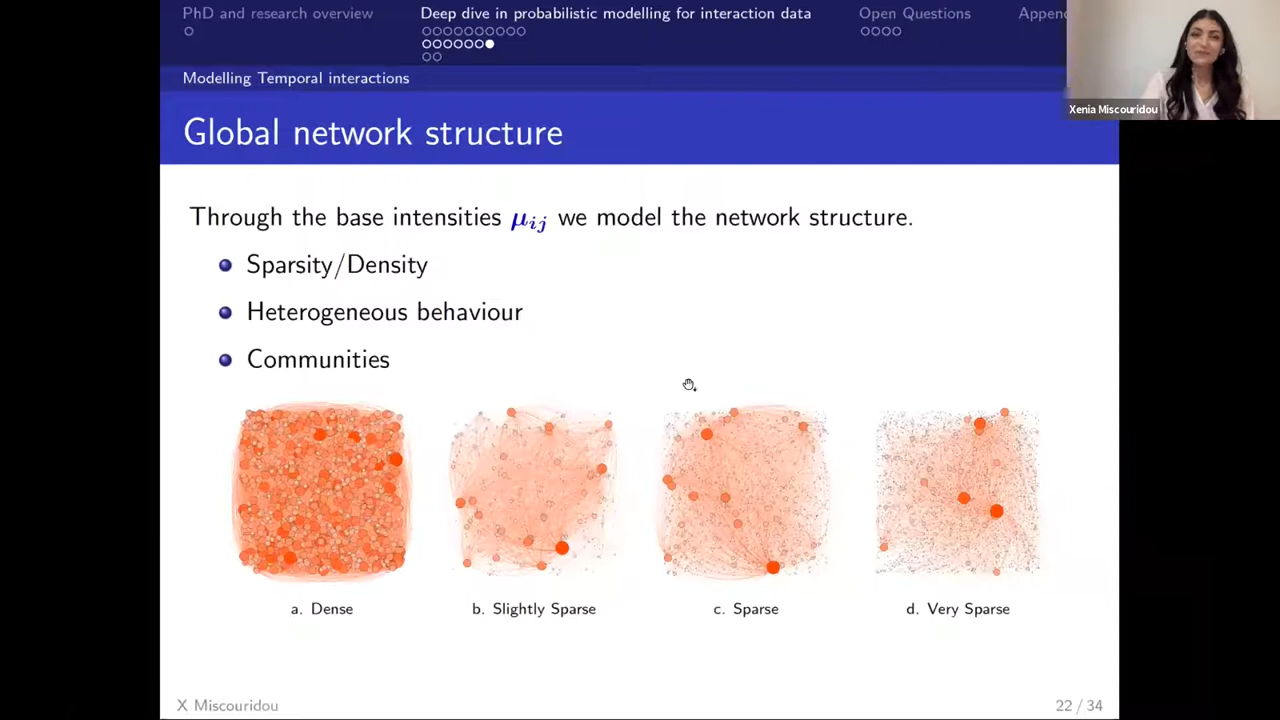 PhD and research overview
Deep dive in probabilistic modelling for interaction data
Open Questions
Modelling Temporal interactions
Xenia Miscouridou
Global network structure
Through the base intensities μij we model the network structure.
Sparsity/Density
Heterogeneous behaviour
Communities
a. Dense
b. Slightly Sparse
c. Sparse
d. Very Sparse
X Miscouridou
22 / 34